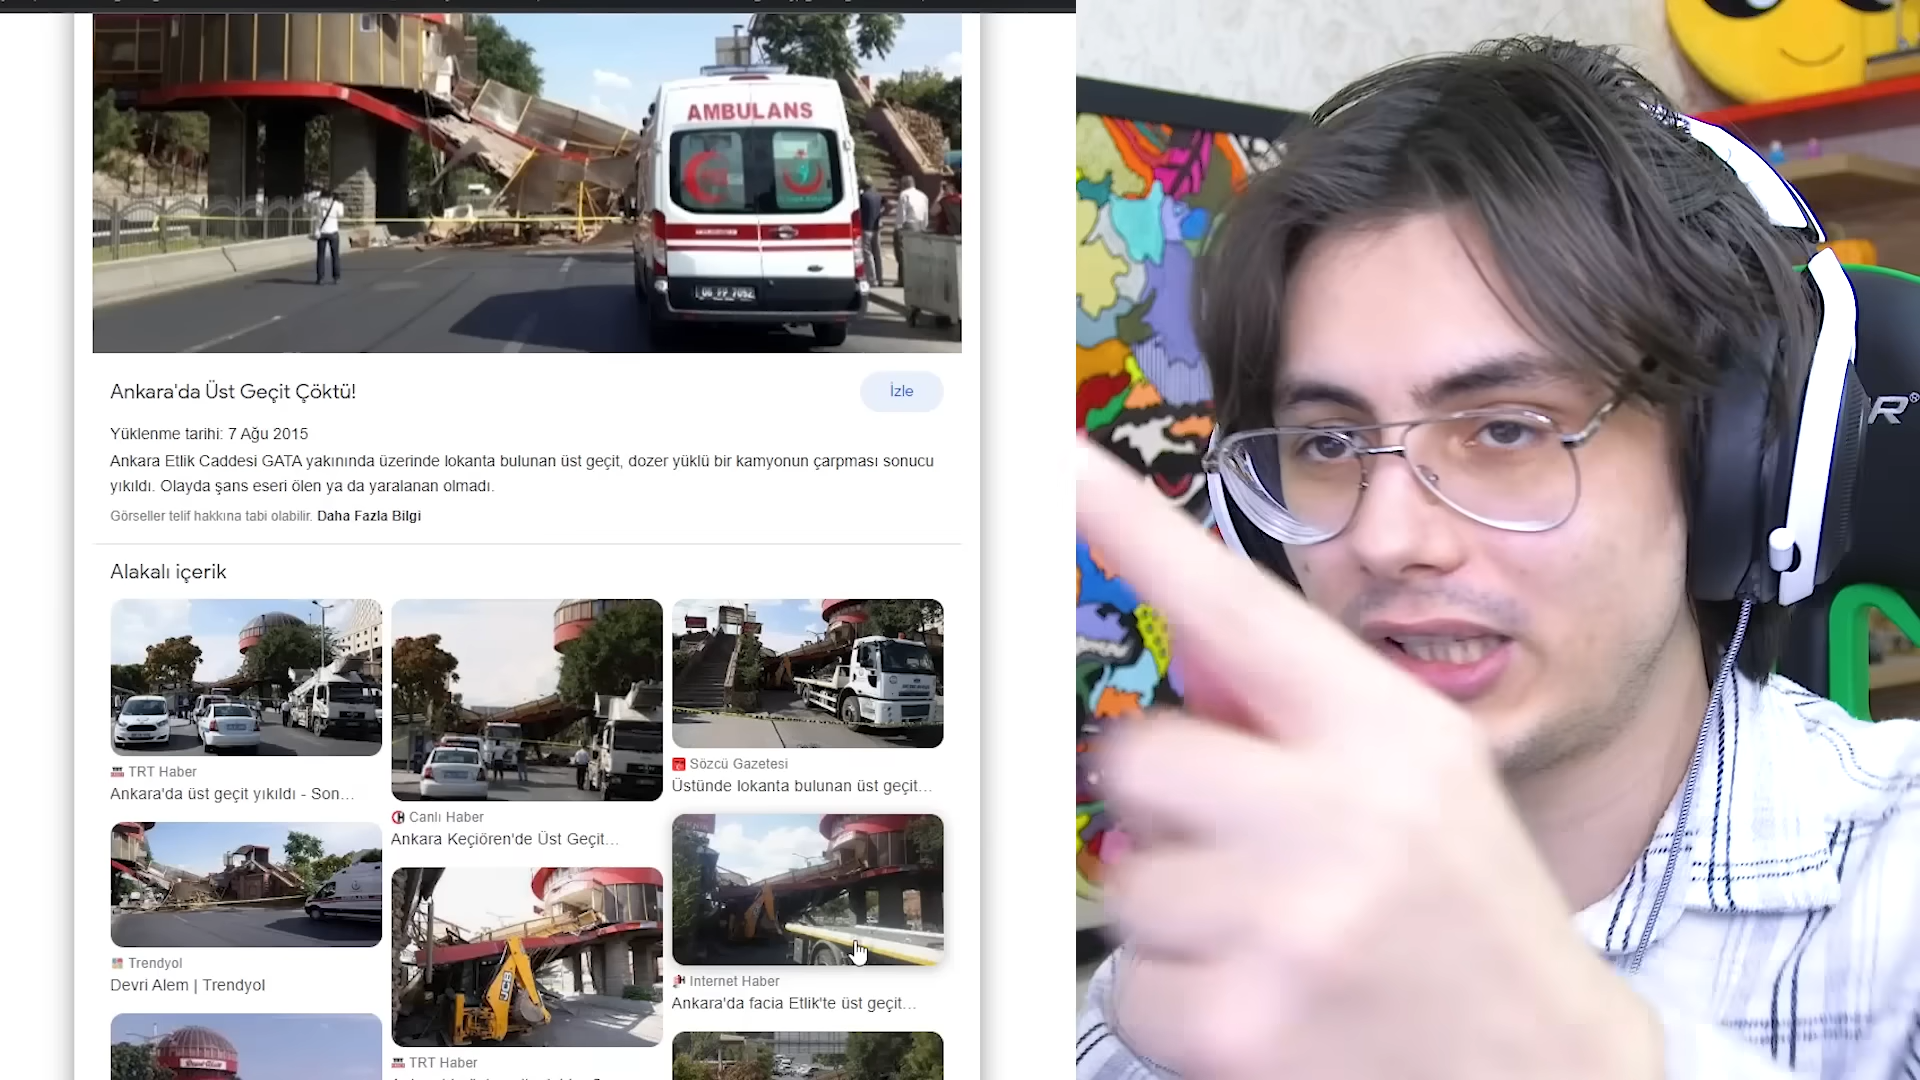 AMBULANS
06 FP 7092
Ankara'da Üst Geçit Çöktü!
İzle
Yüklenme tarihi: 7 Ağu 2015
Ankara Etlik Caddesi GATA yakınında üzerinde lokanta bulunan üst geçit, dozer yüklü bir kamyonun çarpması sonucu
yıkıldı. Olayda şans eseri ölen ya da yaralanan olmadı.
Görseller telif hakkına tabi olabilir. Daha Fazla Bilgi
Alakalı içerik
TRT Haber
Ankara'da üst geçit yıkıldı - Son...
Canlı Haber
Ankara Keçiören'de Üst Geçit...
Sözcü Gazetesi
Üstünde lokanta bulunan üst geçit...
Trendyol
Devri Alem | Trendyol
JCB
TRT Haber
Internet Haber
Ankara'da facia Etlik'te üst geçit...
R®